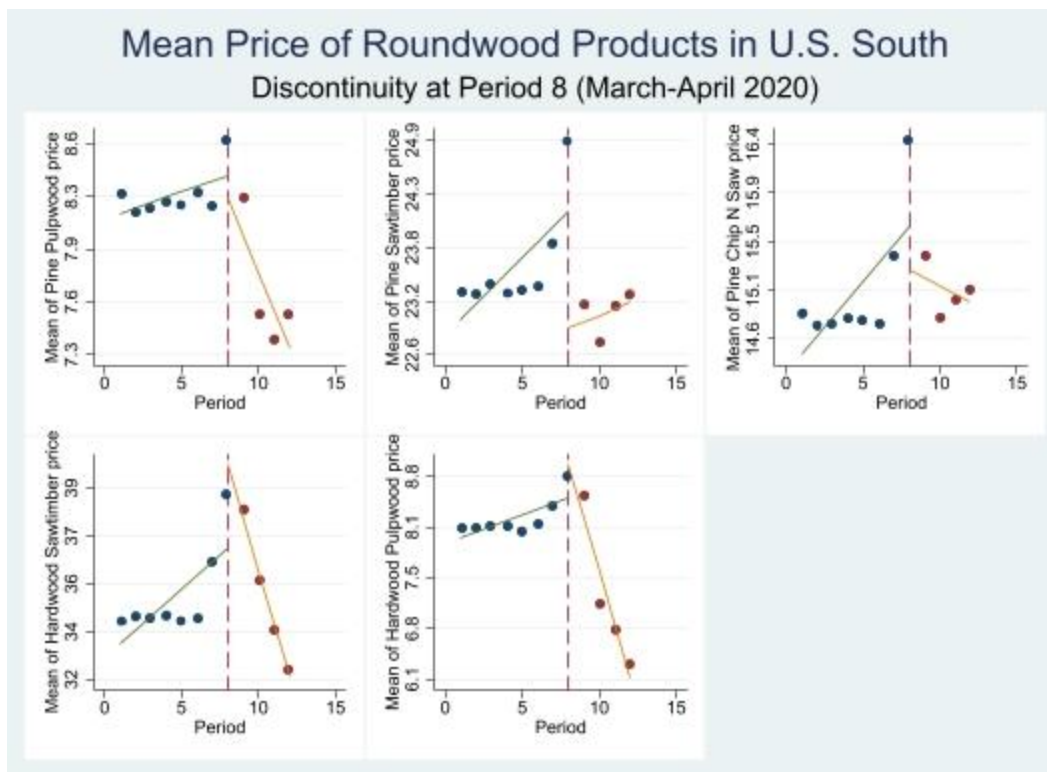 Mean Price of Roundwood Products in U.S. South
Discontinuity at Period 8 (March-April 2020)
Mean of Pine Pulpwood price
8.6
8.3
7.9
7.6
7.3
0 5 10 15
Period
Mean of Pine Sawtimber price
24.9
24.3
23.8
23.2
22.6
0 5 10 15
Period
Mean of Pine Chip N Saw price
16.4
15.9
15.5
15.1
14.6
0 5 10 15
Period
Mean of Hardwood Sawtimber price
39
37
36
34
32
0 5 10 15
Period
Mean of Hardwood Pulpwood price
8.8
8.1
7.5
6.8
6.1
0 5 10 15
Period